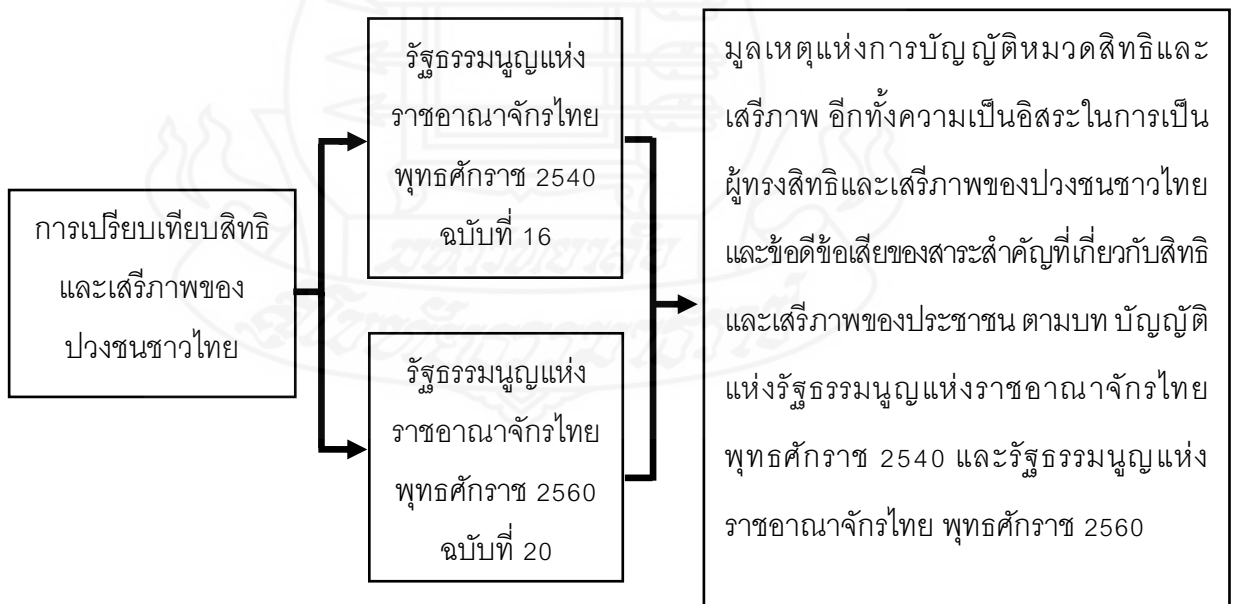 การเปรียบเทียบสิทธิ
และเสรีภาพของ
ปวงชนชาวไทย
รัฐธรรมนูญแห่ง
ราชอาณาจักรไทย
พุทธศักราช 2540
ฉบับที่ 16
รัฐธรรมนูญแห่ง
ราชอาณาจักรไทย
พุทธศักราช 2560
ฉบับที่ 20
มูลเหตุแห่งการบัญญัติหมวดสิทธิและ
เสรีภาพ อีกทั้งความเป็นอิสระในการเป็น
ผู้ทรงสิทธิและเสรีภาพของปวงชนชาวไทย
และข้อดีข้อเสียของสาระสำคัญที่เกี่ยวกับสิทธิ
และเสรีภาพของประชาชน ตามบท บัญญัติ
แห่งรัฐธรรมนูญแห่งราชอาณาจักรไทย
พุทธศักราช 2540 และรัฐธรรมนูญแห่ง
ราชอาณาจักรไทย พุทธศักราช 2560